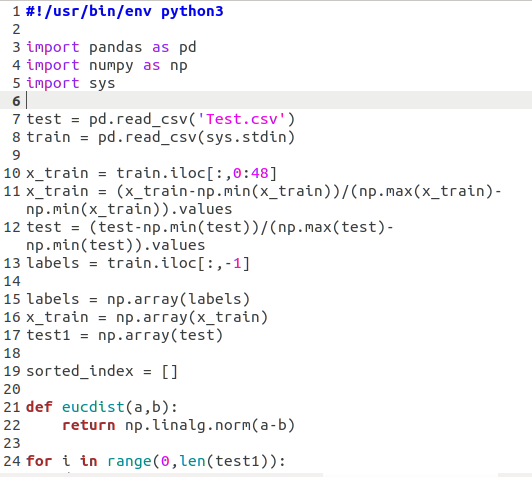 1 #!/usr/bin/env python3
2
3 import pandas as pd
4 import numpy as np
5 import sys
6
7 test = pd.read_csv('Test.csv')
8 train = pd.read_csv(sys.stdin)
9
10 x_train = train.iloc[:,0:48]
11 x_train = (x_train-np.min(x_train))/(np.max(x_train)-
np.min(x_train)).values
12 test = (test-np.min(test))/(np.max(test)-
np.min(test)).values
13 labels = train.iloc[:,-1]
14
15 labels = np.array(labels)
16 x_train = np.array(x_train)
17 test1 = np.array(test)
18
19 sorted_index = []
20
21 def eucdist(a,b):
22     return np.linalg.norm(a-b)
23
24 for i in range(0,len(test1)):